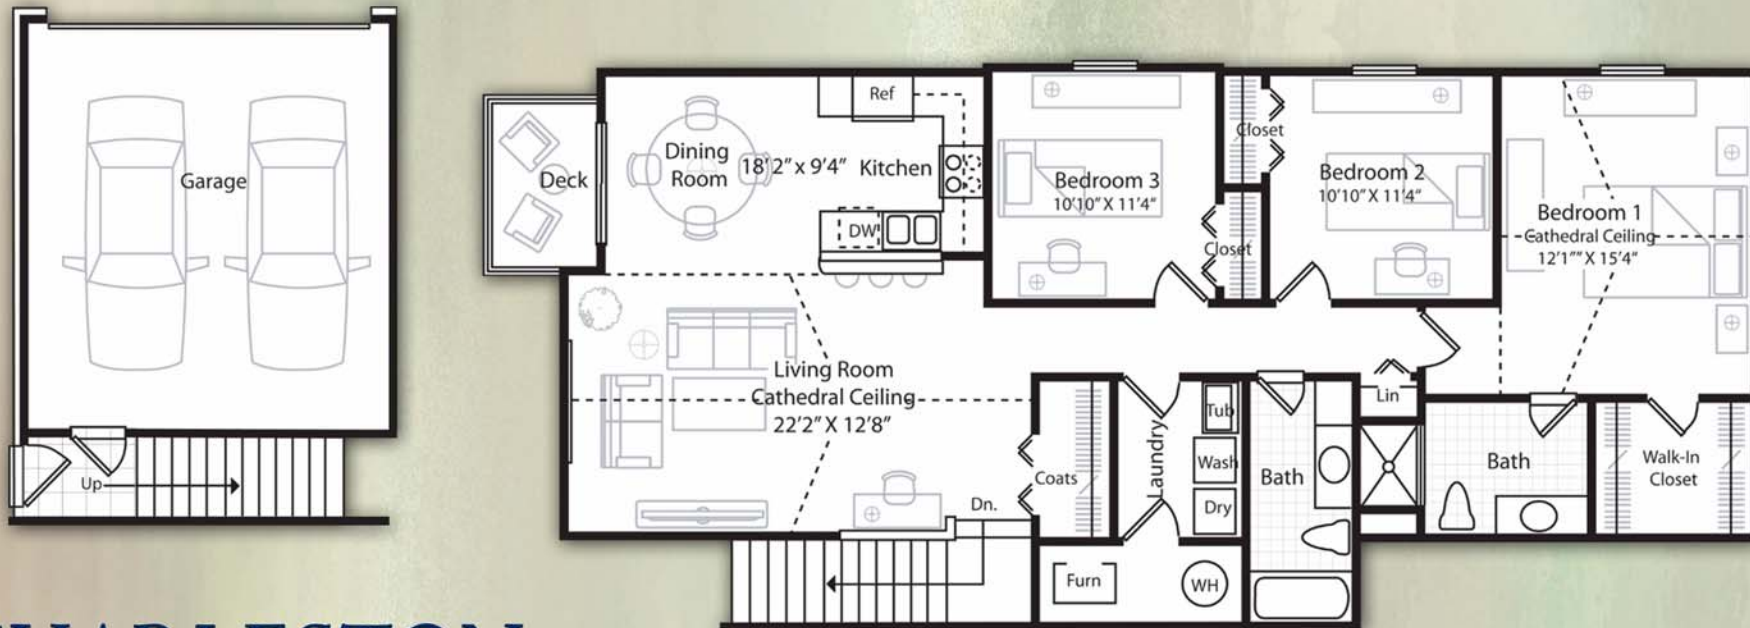 Garage
Up
Deck
Dining
Room
18'2" x 9'4"
Kitchen
Ref
DW
Bedroom 3
10'10" X 11'4"
Closet
Closet
Bedroom 2
10'10" X 11'4"
Bedroom 1
Cathedral Ceiling
12'1"" X 15'4"
Living Room
Cathedral Ceiling
22'2" X 12'8"
Dn.
Coats
Laundry
Tub
Wash
Dry
Furn
WH
Bath
Lin
Bath
Walk-In
Closet